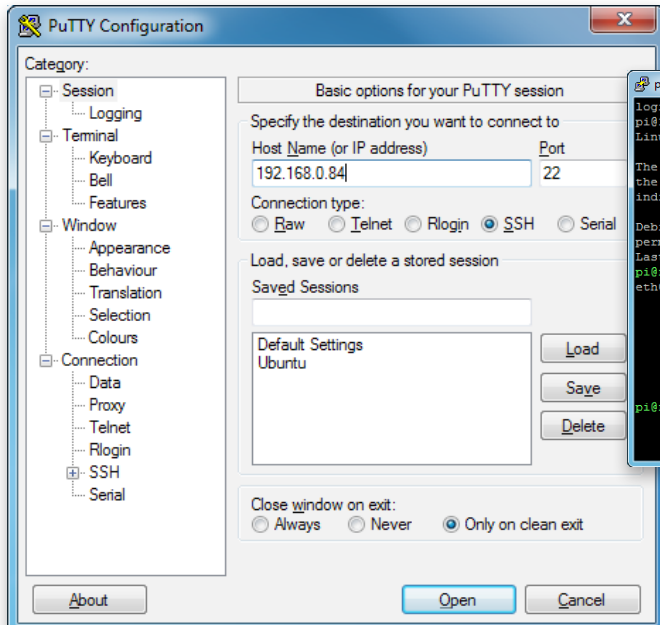 PuTTY Configuration
Category:
Session
Logging
Terminal
Keyboard
Bell
Features
Window
Appearance
Behaviour
Translation
Selection
Colours
Connection
Data
Proxy
Telnet
Rlogin
SSH
Serial
Basic options for your PuTTY session
Specify the destination you want to connect to
Host Name (or IP address) Port
192.168.0.84 22
Connection type:
Raw Telnet Rlogin SSH Serial
Load, save or delete a stored session
Saved Sessions
Default Settings
Ubuntu
Load
Save
Delete
Close window on exit:
Always Never Only on clean exit
About Open Cancel
The
the